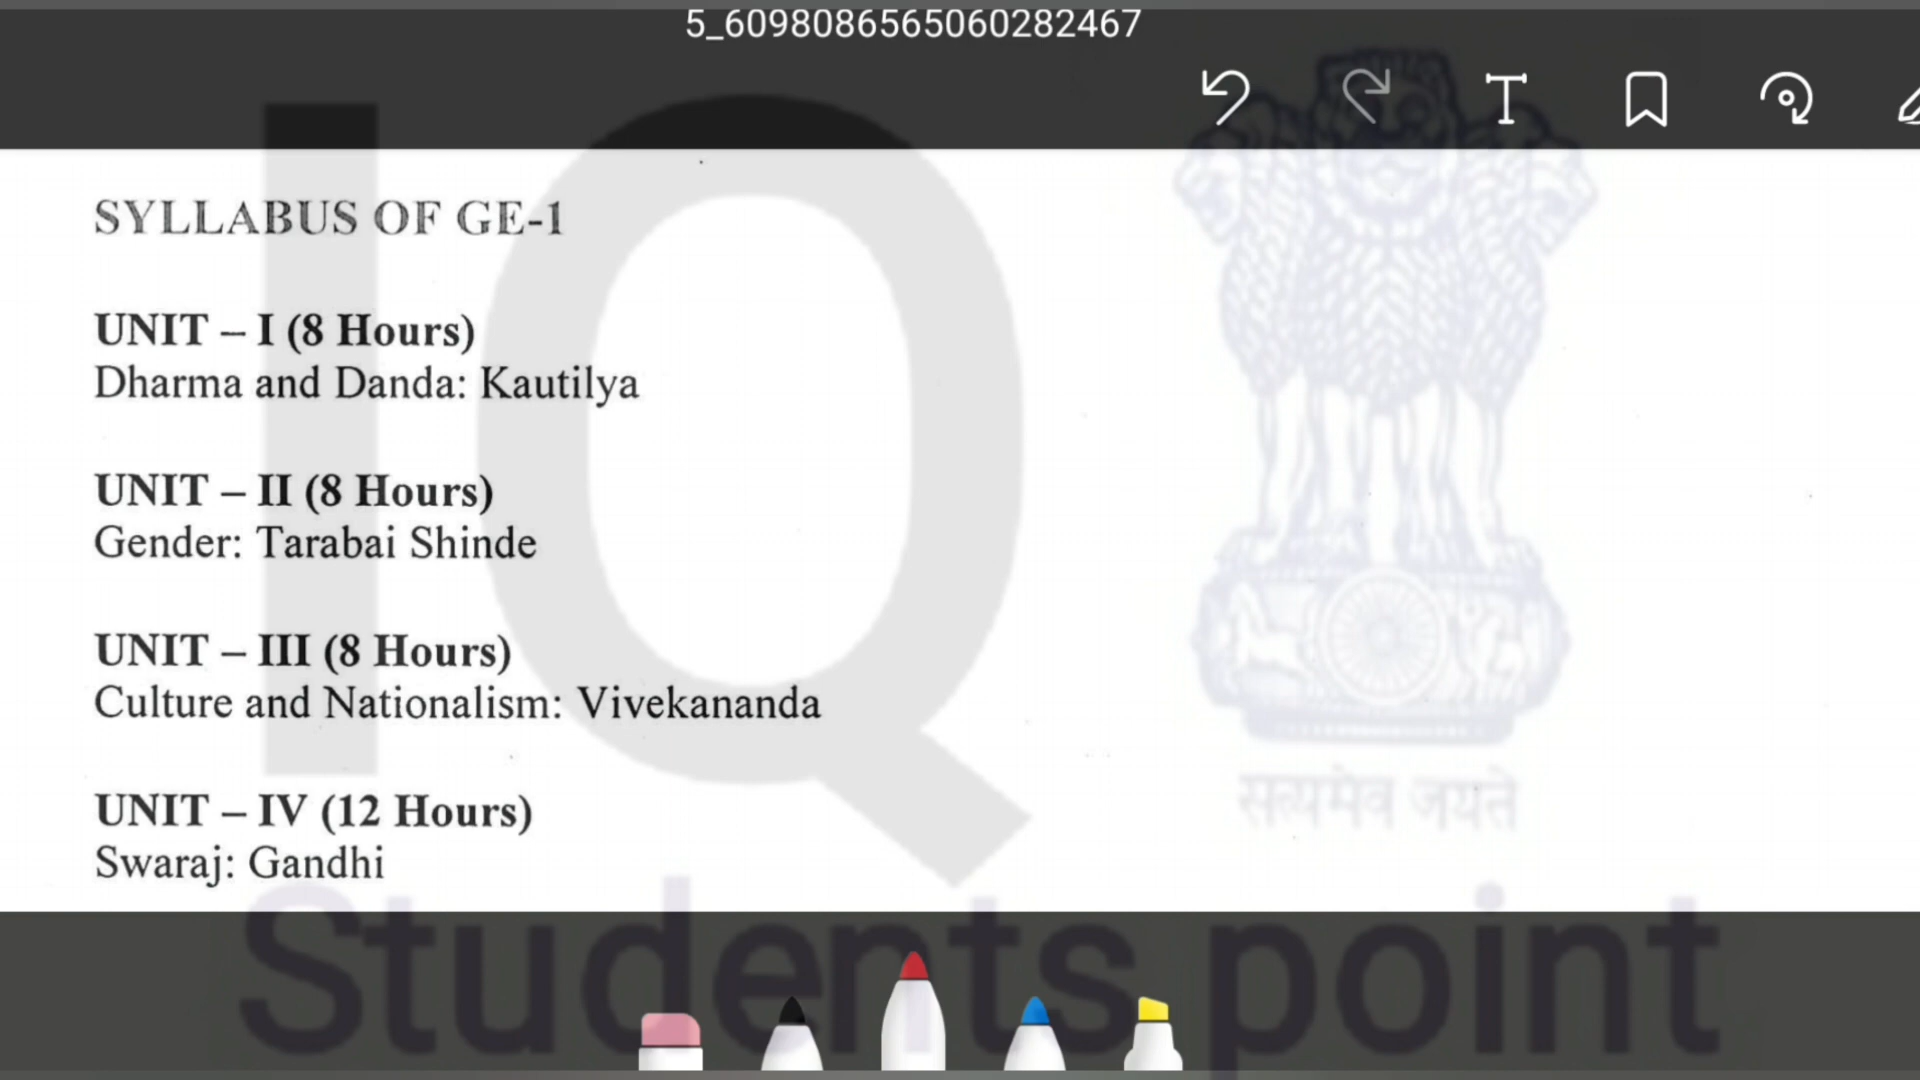 5_6098086565060282467
SYLLABUS OF GE-1
UNIT – I (8 Hours)
Dharma and Danda: Kautilya
UNIT – II (8 Hours)
Gender: Tarabai Shinde
UNIT – III (8 Hours)
Culture and Nationalism: Vivekananda
UNIT – IV (12 Hours)
Swaraj: Gandhi
IQ
सत्यमेव जयते
Students point